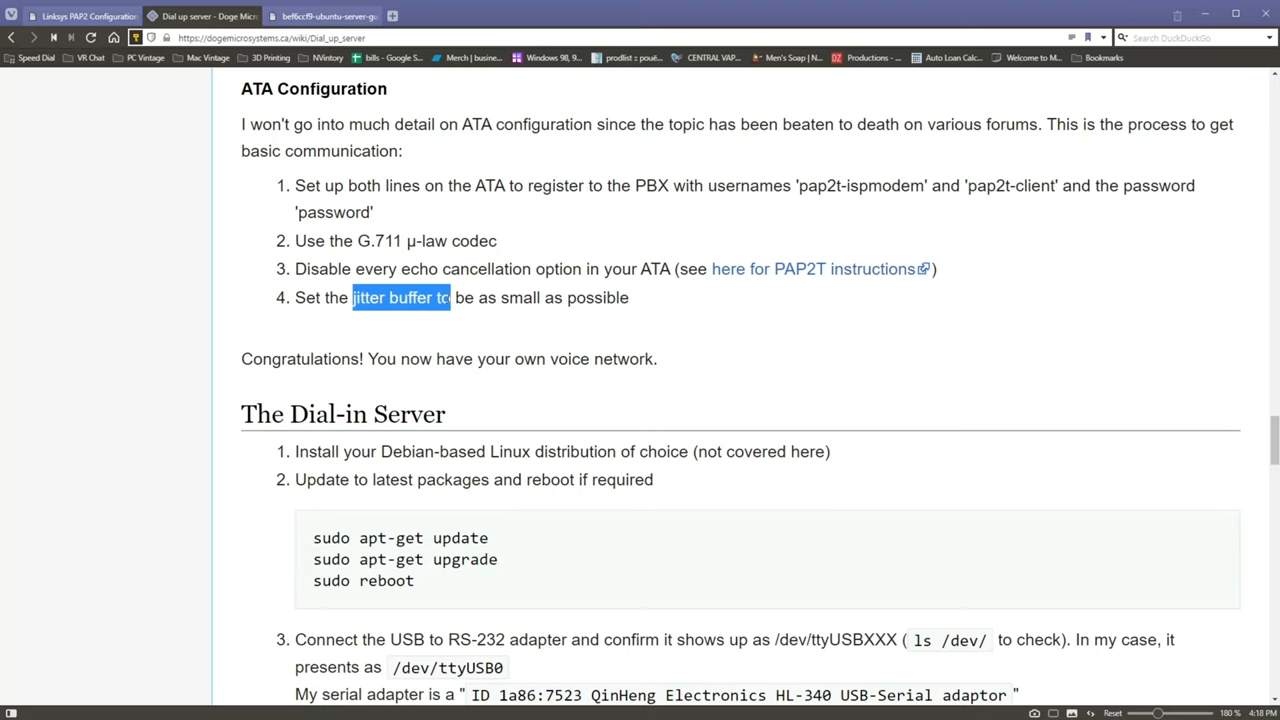 Linksys PAP2 Configuration
Dial up server - Doge Micr
bef6ccf9-ubuntu-server-gu
https://dogemicrosystems.ca/wiki/Dial_up_server
Search DuckDuckGo
Speed Dial
VR Chat
PC Vintage
Mac Vintage
3D Printing
NVintory
bills - Google S...
Merch | busine...
Windows 98, 9...
prodlist :: pouë...
CENTRAL VAP...
Men's Soap | N...
Productions - ...
Auto Loan Calc...
Welcome to M...
Bookmarks
ATA Configuration
I won't go into much detail on ATA configuration since the topic has been beaten to death on various forums. This is the process to get
basic communication:
1. Set up both lines on the ATA to register to the PBX with usernames 'pap2t-ispmodem' and 'pap2t-client' and the password
'password'
2. Use the G.711 μ-law codec
3. Disable every echo cancellation option in your ATA (see here for PAP2T instructions)
4. Set the jitter buffer to be as small as possible
Congratulations! You now have your own voice network.
The Dial-in Server
1. Install your Debian-based Linux distribution of choice (not covered here)
2. Update to latest packages and reboot if required
sudo apt-get update
sudo apt-get upgrade
sudo reboot
3. Connect the USB to RS-232 adapter and confirm it shows up as /dev/ttyUSBXXX ( ls /dev/ to check). In my case, it
presents as /dev/ttyUSB0
My serial adapter is a " ID 1a86:7523 QinHeng Electronics HL-340 USB-Serial adaptor "
Reset
180 %
4:18 PM